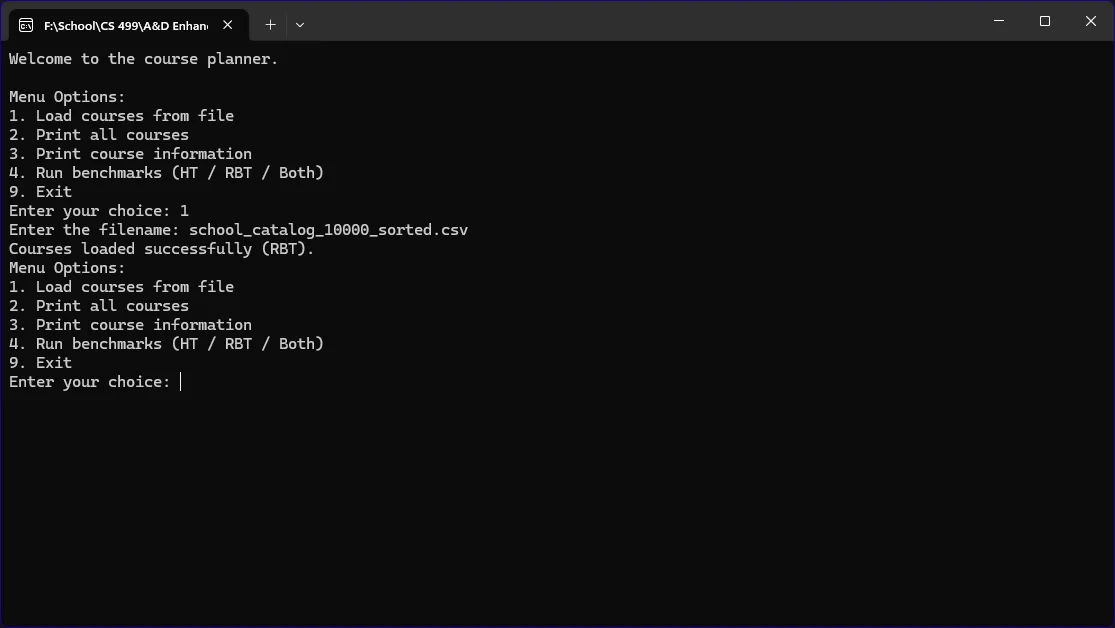 F:\School\CS 499\A&D Enhan
Welcome to the course planner.
Menu Options:
1. Load courses from file
2. Print all courses
3. Print course information
4. Run benchmarks (HT / RBT / Both)
9. Exit
Enter your choice: 1
Enter the filename: school_catalog_10000_sorted.csv
Courses loaded successfully (RBT).
Menu Options:
1. Load courses from file
2. Print all courses
3. Print course information
4. Run benchmarks (HT / RBT / Both)
9. Exit
Enter your choice: